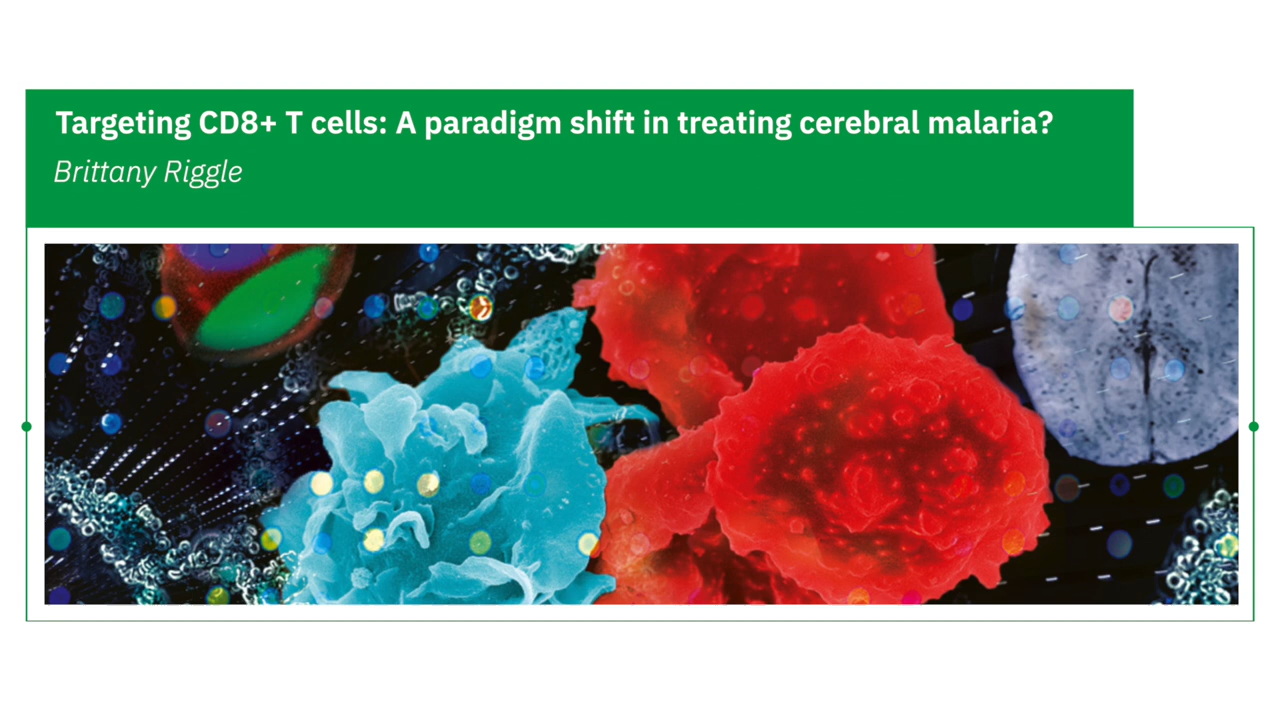 Targeting CD8+ T cells: A paradigm shift in treating cerebral malaria?
Brittany Riggle